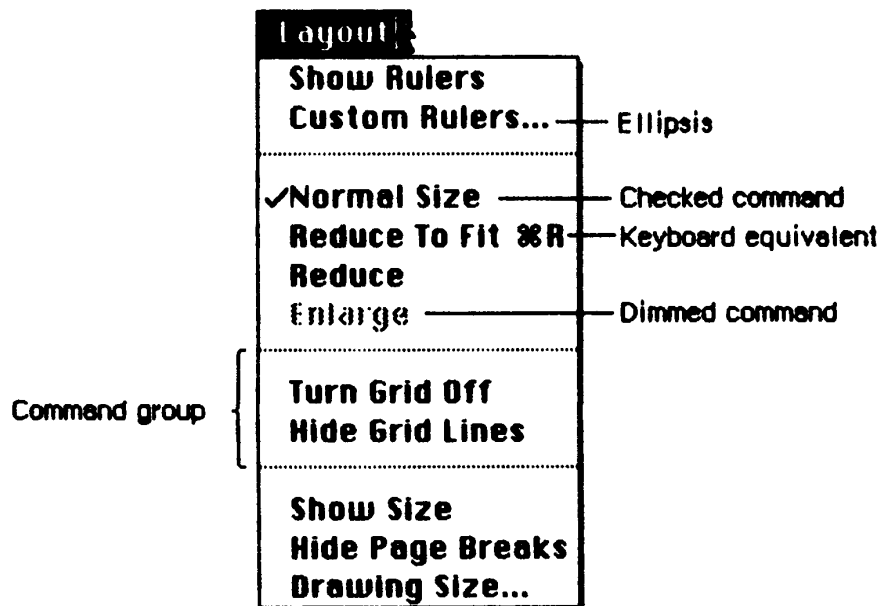 Layout
Show Rulers
Custom Rulers... Ellipsis
✓Normal Size Checked command
Reduce To Fit ⌘R Keyboard equivalent
Reduce
Enlarge Dimmed command
Turn Grid Off
Command group
Hide Grid Lines
Show Size
Hide Page Breaks
Drawing Size...